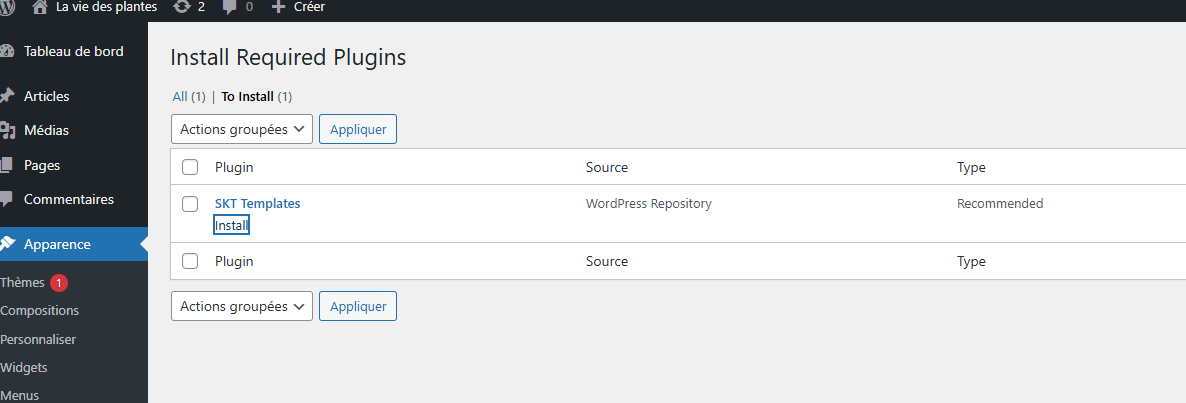 La vie des plantes 2 0 Créer
Tableau de bord
Articles
Médias
Pages
Commentaires
Apparence
Thèmes 1
Compositions
Personnaliser
Widgets
Menus
Install Required Plugins
All (1) | To Install (1)
Actions groupées Appliquer
Plugin Source Type
SKT Templates WordPress Repository Recommended
Install
Plugin Source Type
Actions groupées Appliquer